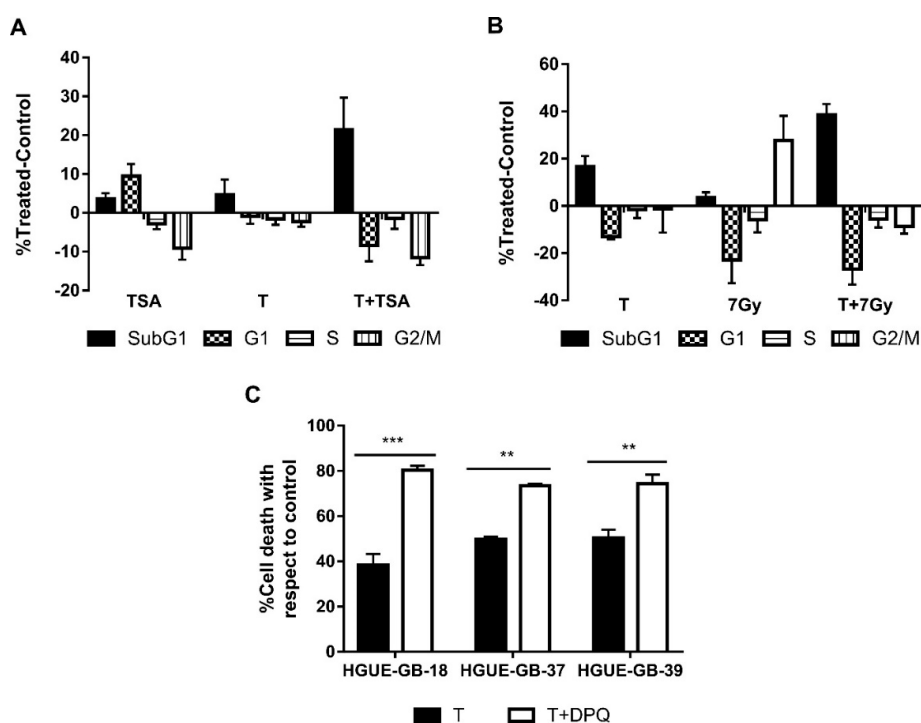 A
%Treated-Control
40
30
20
10
0
-10
-20
TSA T T+TSA
SubG1 G1 S G2/M
B
%Treated-Control
60
40
20
0
-20
-40
T 7Gy T+7Gy
SubG1 G1 S G2/M
C
%Cell death with
respect to control
100
80
60
40
20
0
*** ** **
HGUE-GB-18 HGUE-GB-37 HGUE-GB-39
T T+DPQ